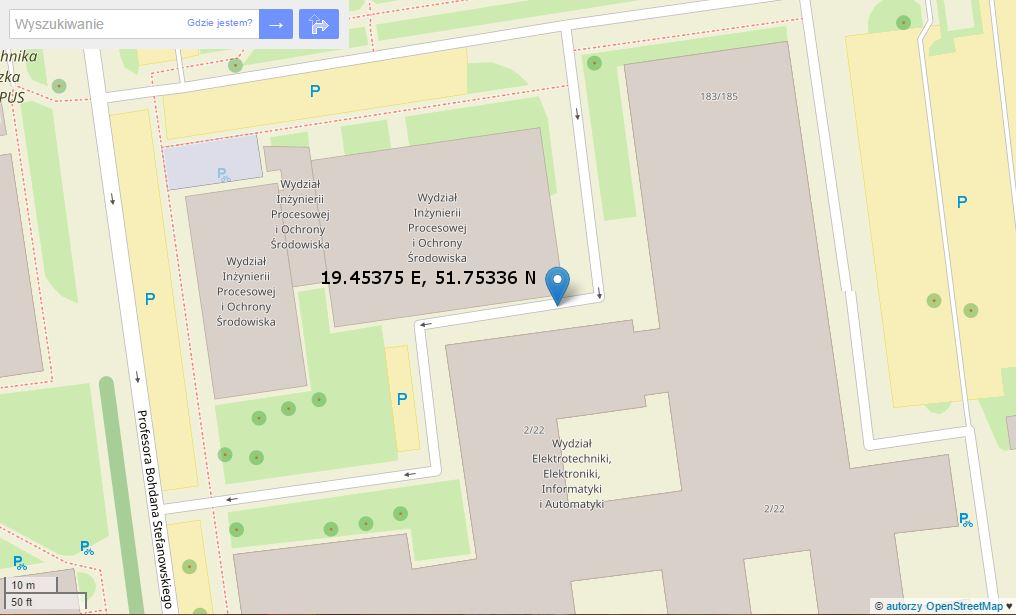 Wyszukiwanie
Gdzie jestem?
→
hnika
zka
PUS
P
183/185
P
Wydział
Inżynierii
Procesowej
i Ochrony
Środowiska
Wydział
Inżynierii
Procesowej
i Ochrony
Środowiska
P
Wydział
Inżynierii
Procesowej
i Ochrony
Środowiska
19.45375 E, 51.75336 N
P
P
Profesora Bohdana Stefanowskiego
2/22
Wydział
Elektrotechniki,
Elektroniki,
Informatyki
i Automatyki
2/22
P
P
P
10 m
50 ft
© autorzy OpenStreetMap ♥